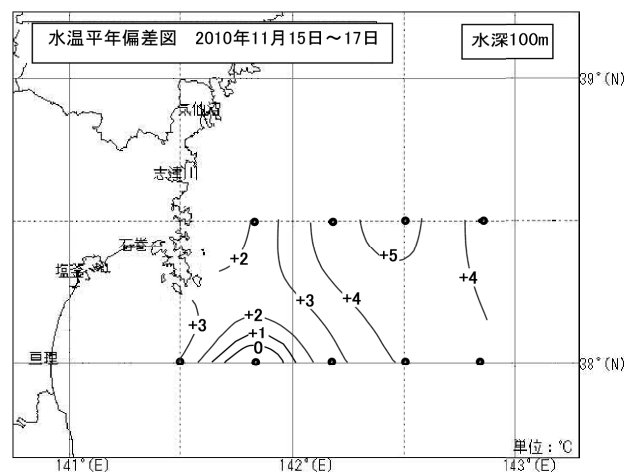 水温平年偏差図　2010年11月15日～17日
水深100m
39°(N)
気仙沼
志津川
石巻
塩釜
亘理
+2
+5
+4
+3
+4
+3
+2
+1
0
38°(N)
単位：℃
141°(E)
142°(E)
143°(E)